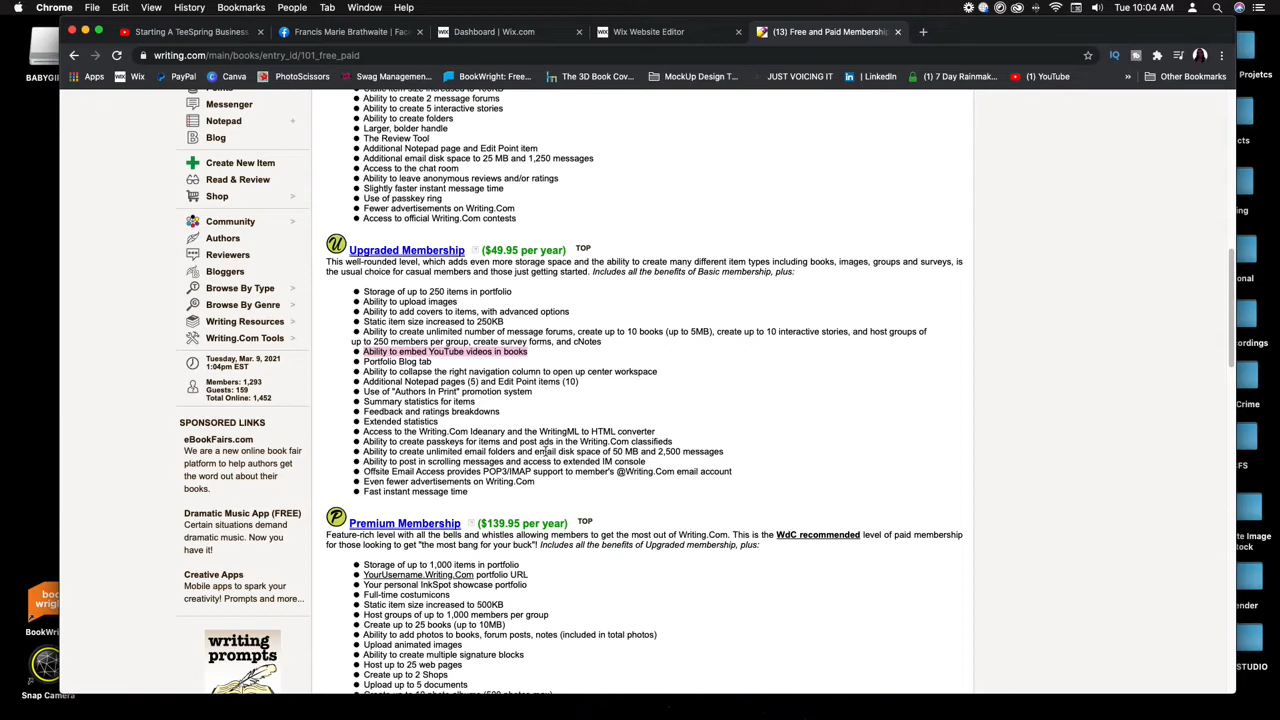 Chrome File Edit View History Bookmarks People Tab Window Help
Tue 10:04 AM
Starting A TeeSpring Business
Francis Marie Brathwaite | Fac
Dashboard | Wix.com
Wix Website Editor
(13) Free and Paid Membership
writing.com/main/books/entry_id/101_free_paid
Apps Wix PayPal Canva PhotoScissors Swag Managemen... BookWright: Free... The 3D Book Cov... MockUp Design T... JUST VOICING IT LinkedIn (1) 7 Day Rainmak... (1) YouTube Other Bookmarks
BABYGI
BookWri
Snap Camera
Messenger
Notepad
Blog
Create New Item
Read & Review
Shop
Community
Authors
Reviewers
Bloggers
Browse By Type
Browse By Genre
Writing Resources
Writing.Com Tools
Tuesday, Mar. 9, 2021
1:04pm EST
Members: 1,293
Guests: 159
Total Online: 1,452
SPONSORED LINKS
eBookFairs.com
We are a new online book fair
platform to help authors get
the word out about their
books.
Dramatic Music App (FREE)
Certain situations demand
dramatic music. Now you
have it!
Creative Apps
Mobile apps to spark your
creativity! Prompts and more...
writing
prompts
Ability to create 2 message forums
Ability to create 5 interactive stories
Ability to create folders
Larger, bolder handle
The Review Tool
Additional Notepad page and Edit Point item
Additional email disk space to 25 MB and 1,250 messages
Access to the chat room
Ability to leave anonymous reviews and/or ratings
Slightly faster instant message time
Use of passkey ring
Fewer advertisements on Writing.Com
Access to official Writing.Com contests
Upgraded Membership ($49.95 per year) TOP
This well-rounded level, which adds even more storage space and the ability to create many different item types including books, images, groups and surveys, is
the usual choice for casual members and those just getting started. Includes all the benefits of Basic membership, plus:
Storage of up to 250 items in portfolio
Ability to upload images
Ability to add covers to items, with advanced options
Static item size increased to 250KB
Ability to create unlimited number of message forums, create up to 10 books (up to 5MB), create up to 10 interactive stories, and host groups of
up to 250 members per group, create survey forms, and cNotes
Ability to embed YouTube videos in books
Portfolio Blog tab
Ability to collapse the right navigation column to open up center workspace
Additional Notepad pages (5) and Edit Point items (10)
Use of "Authors In Print" promotion system
Summary statistics for items
Feedback and ratings breakdowns
Extended statistics
Access to the Writing.Com Ideanary and the WritingML to HTML converter
Ability to create passkeys for items and post ads in the Writing.Com classifieds
Ability to create unlimited email folders and email disk space of 50 MB and 2,500 messages
Ability to post in scrolling messages and access to extended IM console
Offsite Email Access provides POP3/IMAP support to member's @Writing.Com email account
Even fewer advertisements on Writing.Com
Fast instant message time
Premium Membership ($139.95 per year) TOP
Feature-rich level with all the bells and whistles allowing members to get the most out of Writing.Com. This is the WdC recommended level of paid membership
for those looking to get "the most bang for your buck"! Includes all the benefits of Upgraded membership, plus:
Storage of up to 1,000 items in portfolio
YourUsername.Writing.Com portfolio URL
Your personal InkSpot showcase portfolio
Full-time costumicons
Static item size increased to 500KB
Host groups of up to 1,000 members per group
Create up to 25 books (up to 10MB)
Ability to add photos to books, forum posts, notes (included in total photos)
Upload animated images
Ability to create multiple signature blocks
Host up to 25 web pages
Create up to 2 Shops
Upload up to 5 documents